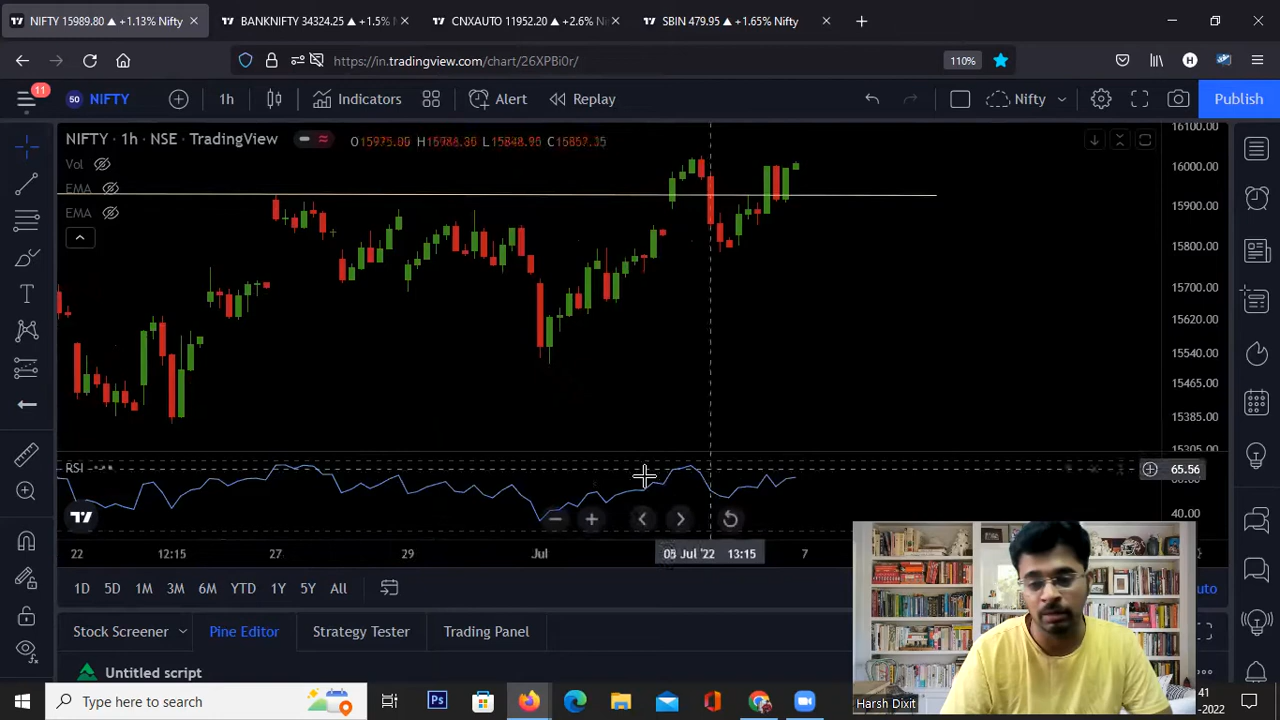 NIFTY 15989.80 ▲ +1.13% Nifty
BANKNIFTY 34324.25 ▲ +1.5% N
CNXAUTO 11952.20 ▲ +2.6% Ni
SBIN 479.95 ▲ +1.65% Nifty
https://in.tradingview.com/chart/26XPBi0r/
110%
11
50 NIFTY
1h
Indicators
Alert
Replay
Nifty
Publish
NIFTY · 1h · NSE · TradingView
Vol
EMA
EMA
16100.00
16000.00
15900.00
15800.00
15700.00
15620.00
15540.00
15465.00
15385.00
15305.00
RSI
65.56
40.00
22
12:15
27
29
Jul
05 Jul '22 13:15
7
1D 5D 1M 3M 6M YTD 1Y 5Y All
Stock Screener
Pine Editor
Strategy Tester
Trading Panel
Untitled script
Type here to search
Harsh Dixit